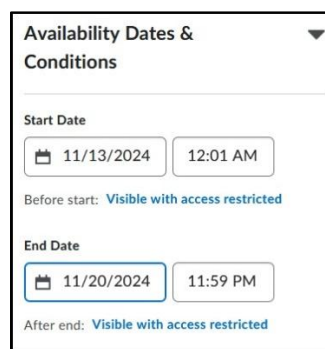 Availability Dates &
Conditions
Start Date
11/13/2024 12:01 AM
Before start: Visible with access restricted
End Date
11/20/2024 11:59 PM
After end: Visible with access restricted